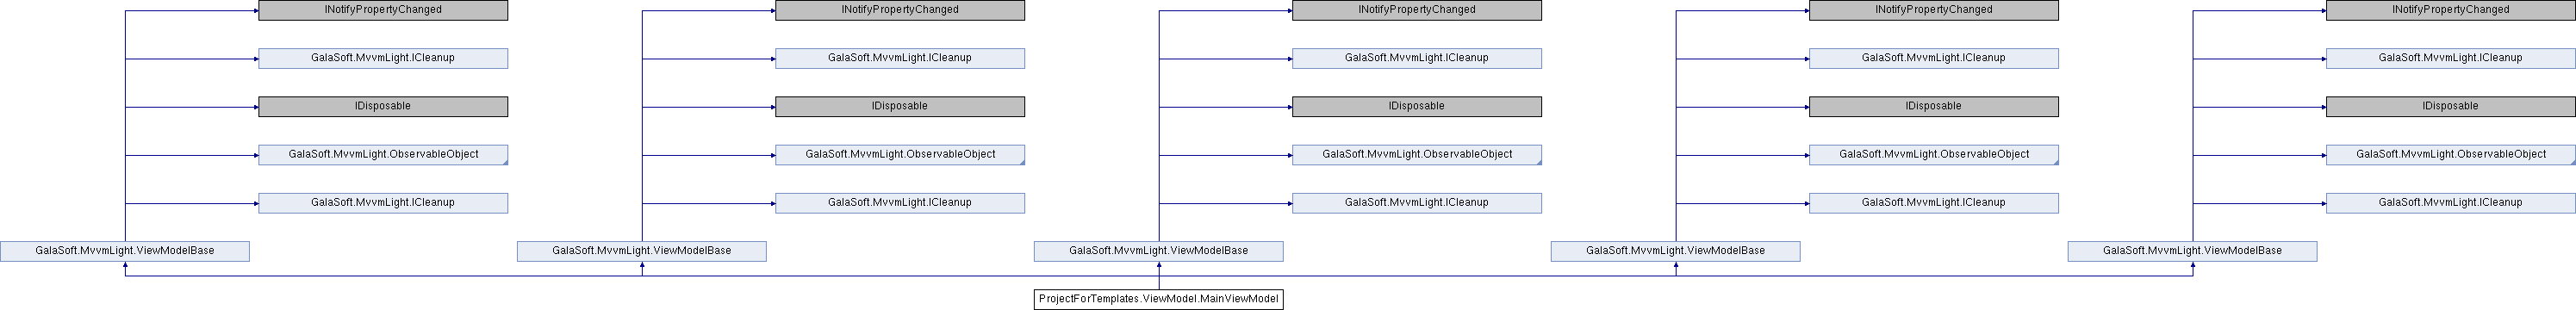 INotifyPropertyChanged INotifyPropertyChanged INotifyPropertyChanged INotifyPropertyChanged INotifyPropertyChanged
GalaSoft.MvvmLight.ICleanup GalaSoft.MvvmLight.ICleanup GalaSoft.MvvmLight.ICleanup GalaSoft.MvvmLight.ICleanup GalaSoft.MvvmLight.ICleanup
IDisposable IDisposable IDisposable IDisposable IDisposable
GalaSoft.MvvmLight.ObservableObject GalaSoft.MvvmLight.ObservableObject GalaSoft.MvvmLight.ObservableObject GalaSoft.MvvmLight.ObservableObject GalaSoft.MvvmLight.ObservableObject
GalaSoft.MvvmLight.ICleanup GalaSoft.MvvmLight.ICleanup GalaSoft.MvvmLight.ICleanup GalaSoft.MvvmLight.ICleanup GalaSoft.MvvmLight.ICleanup
GalaSoft.MvvmLight.ViewModelBase GalaSoft.MvvmLight.ViewModelBase GalaSoft.MvvmLight.ViewModelBase GalaSoft.MvvmLight.ViewModelBase GalaSoft.MvvmLight.ViewModelBase
ProjectForTemplates.ViewModel.MainViewModel